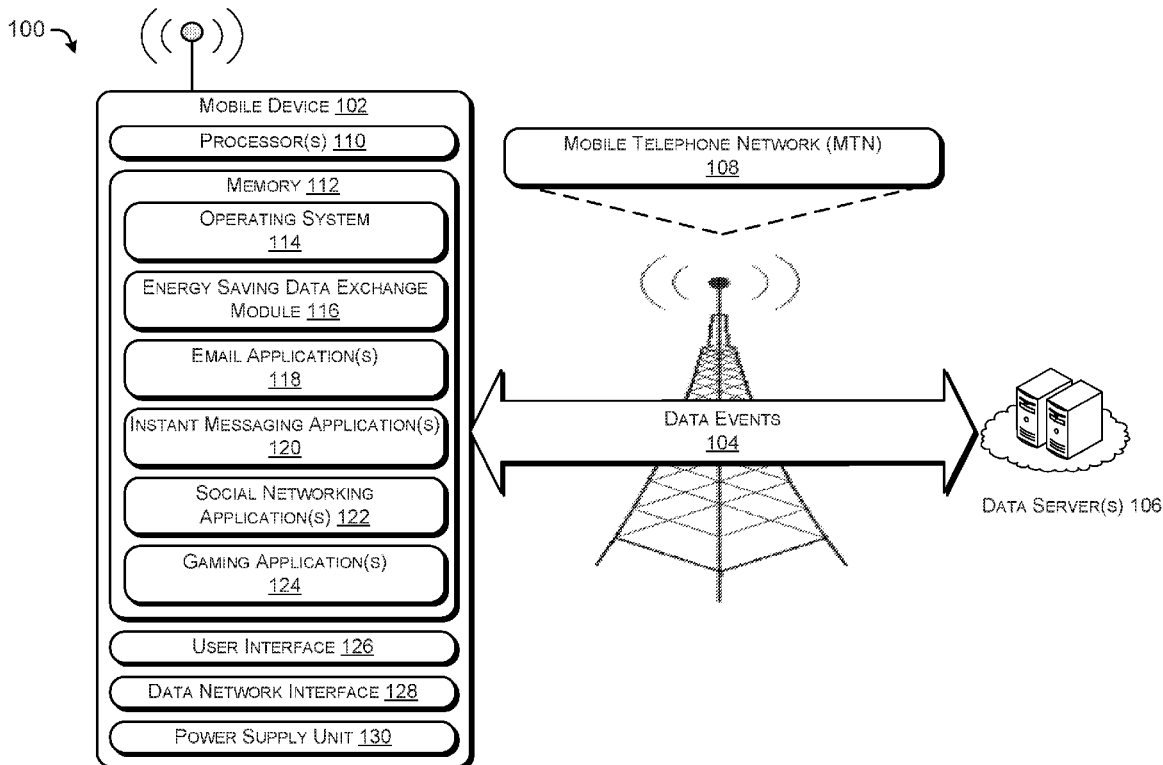 100
MOBILE DEVICE 102
PROCESSOR(S) 110
MEMORY 112
OPERATING SYSTEM
114
ENERGY SAVING DATA EXCHANGE
MODULE 116
EMAIL APPLICATION(S)
118
INSTANT MESSAGING APPLICATION(S)
120
SOCIAL NETWORKING
APPLICATION(S) 122
GAMING APPLICATION(S)
124
USER INTERFACE 126
DATA NETWORK INTERFACE 128
POWER SUPPLY UNIT 130
MOBILE TELEPHONE NETWORK (MTN)
108
DATA EVENTS
104
DATA SERVER(S) 106